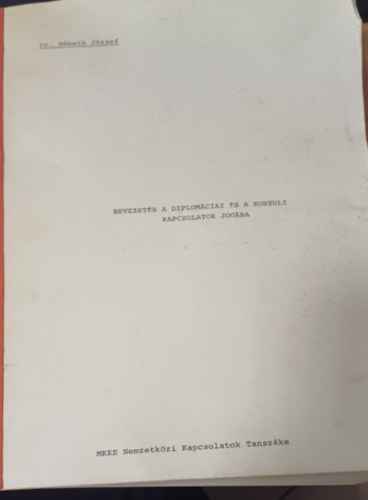 Dr. Németh József
BEVEZETÉS A DIPLOMÁCIAI ÉS A KONZULI
KAPCSOLATOK JOGÁBA
MKKE Nemzetközi Kapcsolatok Tanszéke